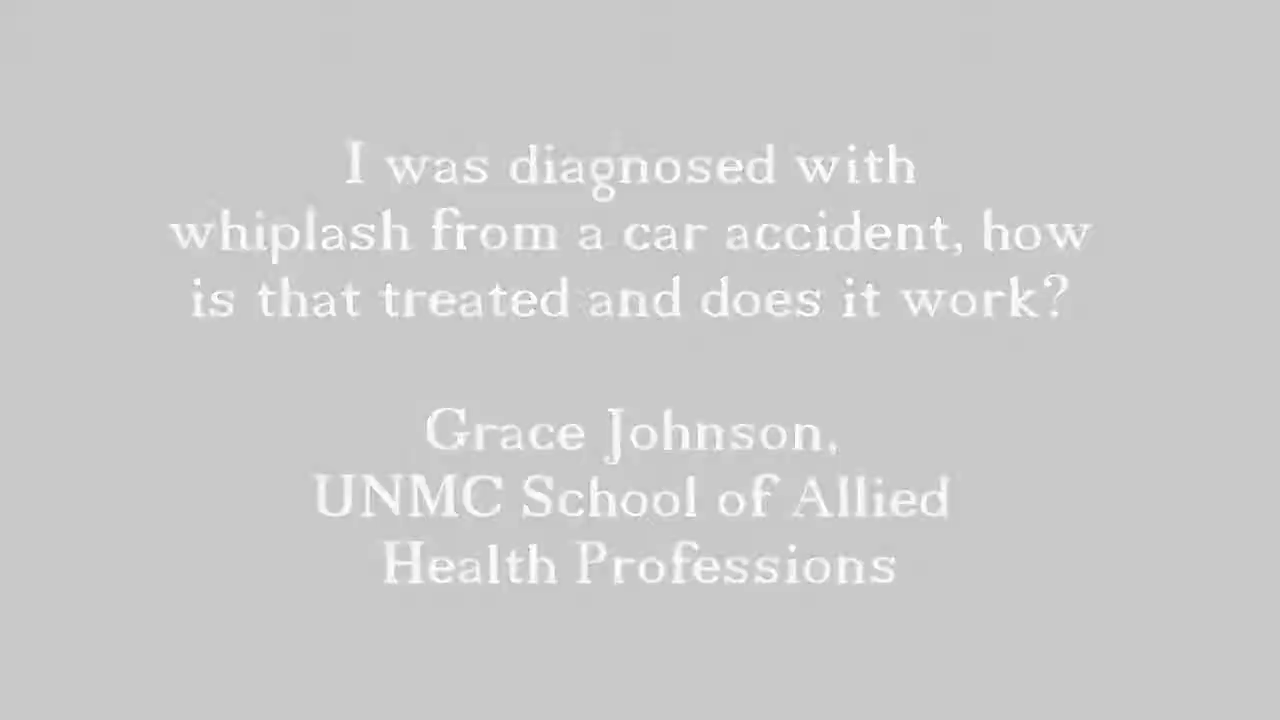 I was diagnosed with
whiplash from a car accident, how
is that treated and does it work?
Grace Johnson,
UNMC School of Allied
Health Professions